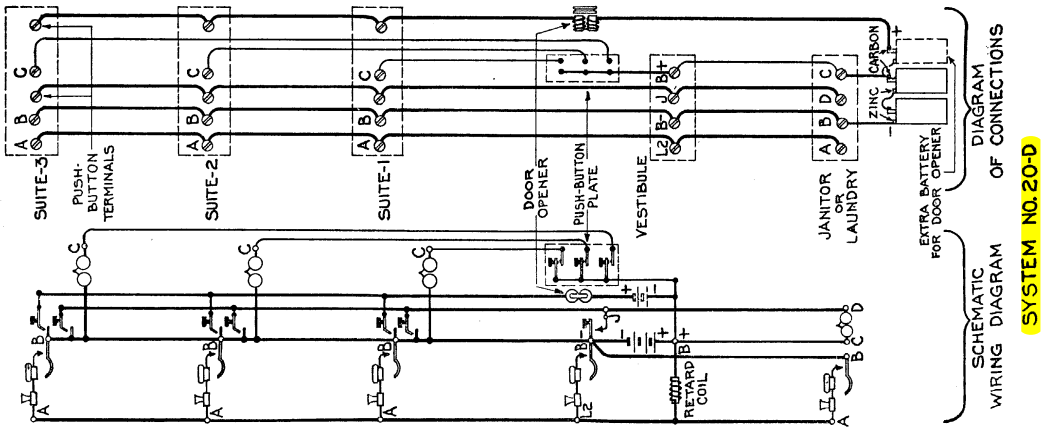 SYSTEM NO. 20-D
DIAGRAM
OF CONNECTIONS
SCHEMATIC
WIRING DIAGRAM
SUITE-3
PUSH-
BUTTON
TERMINALS
SUITE-2
SUITE-1
DOOR
OPENER
PUSH-BUTTON
PLATE
VESTIBULE
JANITOR
OR
LAUNDRY
EXTRA BATTERY
FOR DOOR OPENER
CARBON
ZINC
+
-
C
B
A
C
B
A
C
B
A
B+
J
B-
L2
C
D
B
A
C
C
C
B
B
B
B-
J
+
-
-
+
B+
D
C
B
A
A
A
L2
A
RETARD
COIL